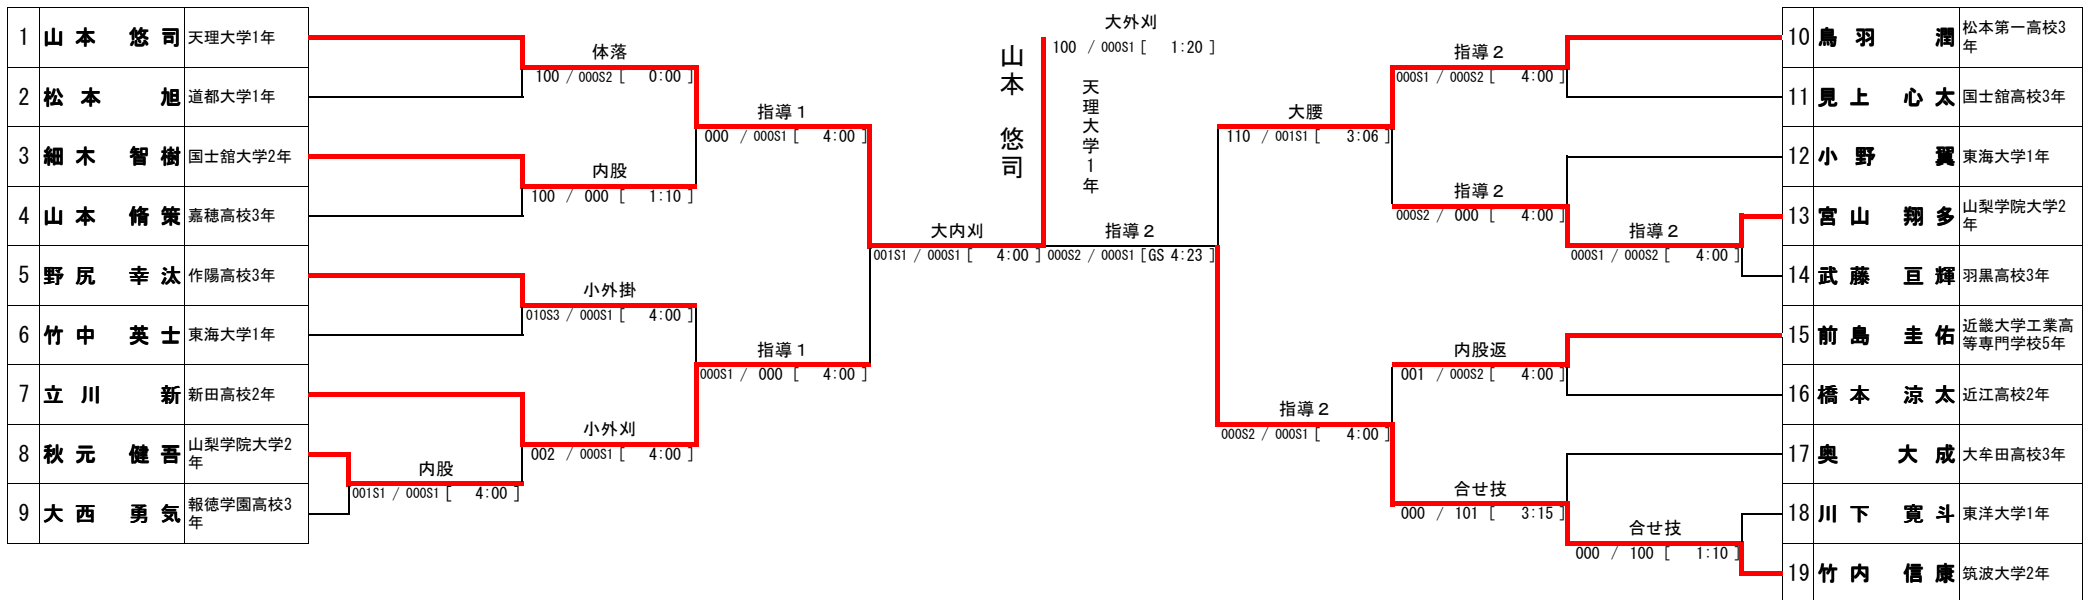 1 山本 悠司 天理大学1年
2 松本 旭 道都大学1年
3 細木 智樹 国士舘大学2年
4 山本 脩策 嘉穂高校3年
5 野尻 幸汰 作陽高校3年
6 竹中 英士 東海大学1年
7 立川 新 新田高校2年
8 秋元 健吾 山梨学院大学2
年
9 大西 勇気 報徳学園高校3
年
体落
100 / 000S2 [ 0:00 ]
内股
100 / 000 [ 1:10 ]
小外掛
010S3 / 000S1 [ 4:00 ]
小外刈
002 / 000S1 [ 4:00 ]
内股
001S1 / 000S1 [ 4:00 ]
指導1
000 / 000S1 [ 4:00 ]
指導1
000S1 / 000 [ 4:00 ]
大内刈
001S1 / 000S1 [ 4:00 ]
山本 悠司
天理大学1年
大外刈
100 / 000S1 [ 1:20 ]
指導2
000S2 / 000S1 [GS 4:23 ]
大腰
110 / 001S1 [ 3:06 ]
指導2
000S2 / 000S1 [ 4:00 ]
指導2
000S1 / 000S2 [ 4:00 ]
指導2
000S2 / 000 [ 4:00 ]
内股返
001 / 000S2 [ 4:00 ]
合せ技
000 / 101 [ 3:15 ]
指導2
000S1 / 000S2 [ 4:00 ]
合せ技
000 / 100 [ 1:10 ]
10 鳥羽 潤 松本第一高校3
年
11 見上 心太 国士舘高校3年
12 小野 翼 東海大学1年
13 宮山 翔多 山梨学院大学2
年
14 武藤 亘輝 羽黒高校3年
15 前島 圭佑 近畿大学工業高
等専門学校5年
16 橋本 涼太 近江高校2年
17 奥 大成 大牟田高校3年
18 川下 寛斗 東洋大学1年
19 竹内 信康 筑波大学2年